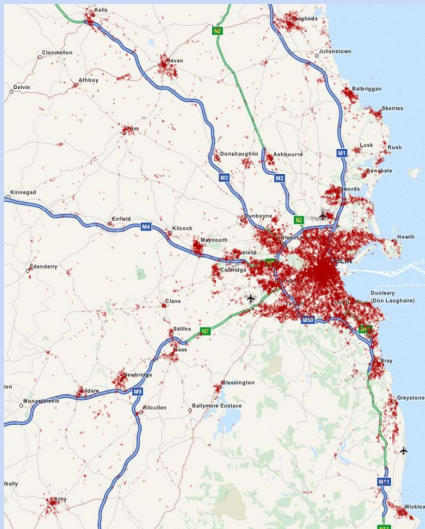 Kells
N2
Julianstown
Clonmellon
Navan
Athboy
Delvin
Balbriggan
Skerries
Trim
Dunshaughlin
Ashbourne
M1
Lusk
Rush
Donabate
M3
M2
Kinnegad
Swords
Dunboyne
N2
Enfield
M4
Kilcock
Maynooth
Howth
Celbridge
Edenderry
Dunleary
(Dún Laoghaire)
Clane
M50
Sallins
N7
Naas
Bray
Newbridge
Blessington
Kildare
M9
Greystones
Monasterevin
Kilcullen
Ballymore Eustace
M11
Athy
Wicklow